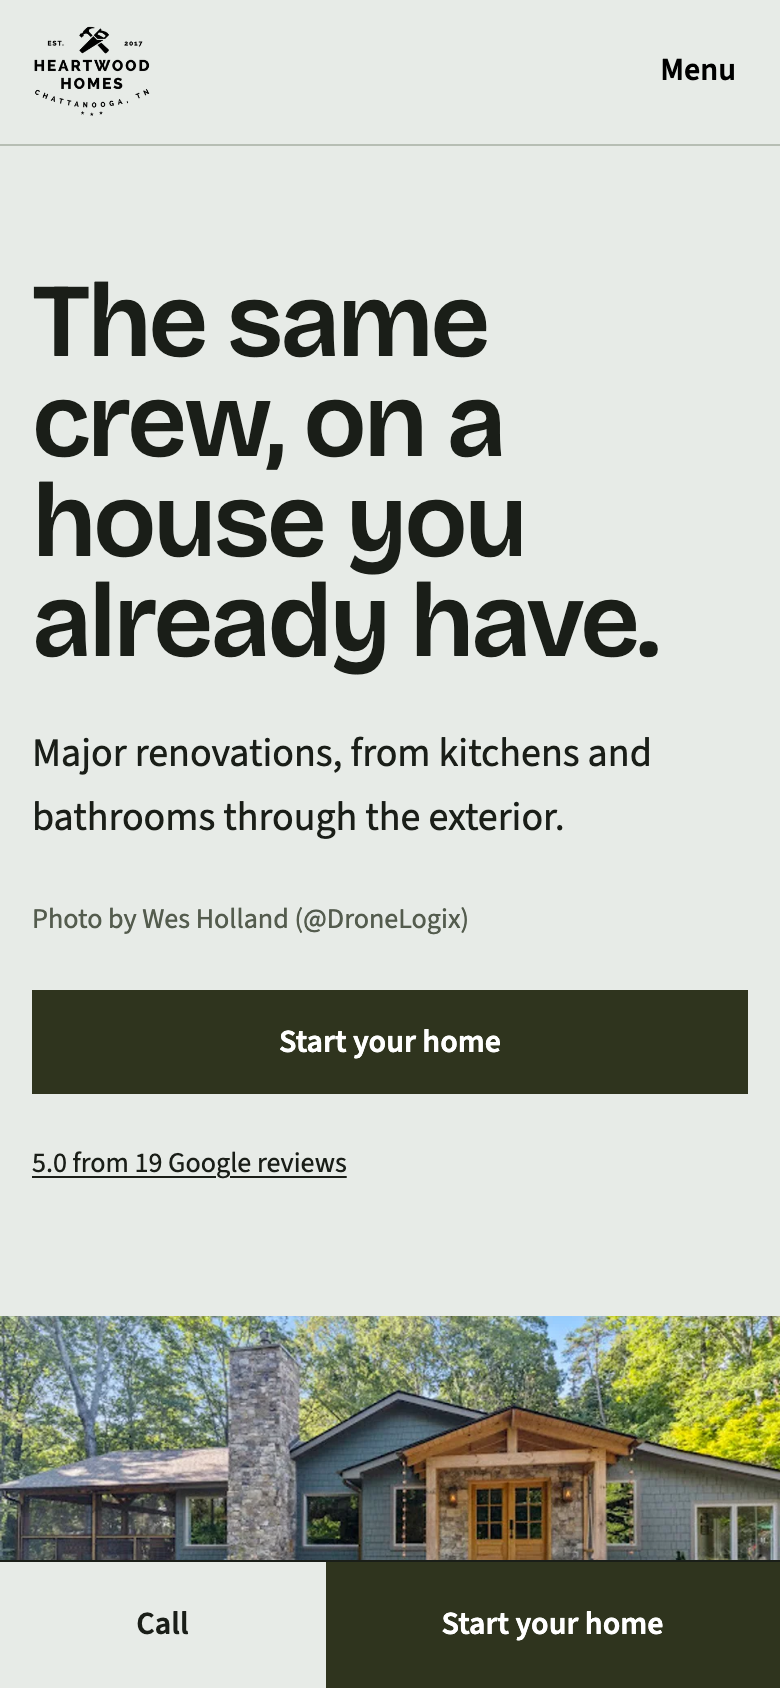 EST. 2017
HEARTWOOD
HOMES
CHATTANOOGA, TN
Menu
The same
crew, on a
house you
already have.
Major renovations, from kitchens and
bathrooms through the exterior.
Photo by Wes Holland (@DroneLogix)
Start your home
5.0 from 19 Google reviews
Call
Start your home